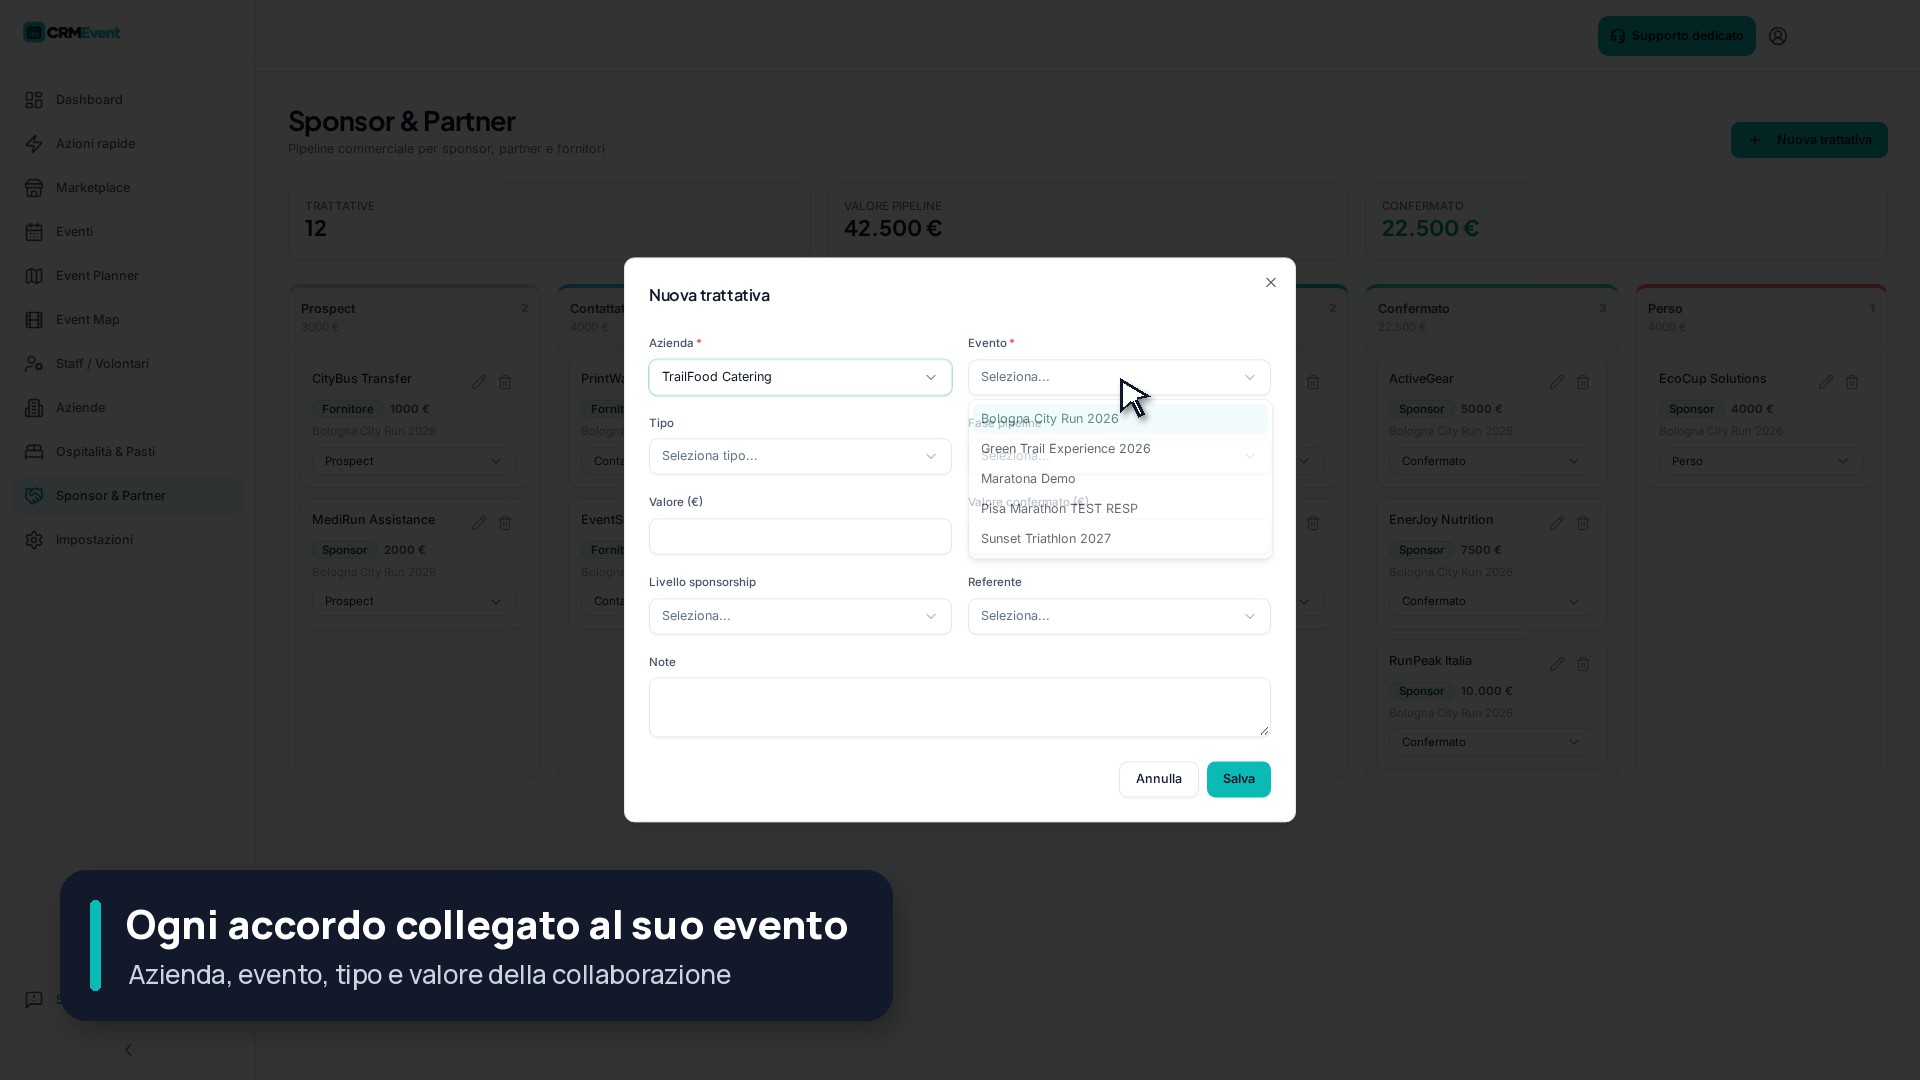 CRMEvent
Supporto dedicato
Dashboard
Azioni rapide
Marketplace
Eventi
Event Planner
Event Map
Staff / Volontari
Aziende
Ospitalità & Pasti
Sponsor & Partner
Impostazioni
Sponsor & Partner
Pipeline commerciale per sponsor, partner e fornitori
Nuova trattativa
TRATTATIVE
12
VALORE PIPELINE
42.500 €
CONFERMATO
22.500 €
Prospect 2
3000 €
CityBus Transfer
Fornitore 1000 €
Bologna City Run 2026
Prospect
MediRun Assistance
Sponsor 2000 €
Bologna City Run 2026
Prospect
4000 €
2
Confermato 3
22.500 €
ActiveGear
Sponsor 5000 €
Bologna City Run 2026
Confermato
EnerJoy Nutrition
Sponsor 7500 €
Bologna City Run 2026
Confermato
RunPeak Italia
Sponsor 10.000 €
Bologna City Run 2026
Confermato
Perso 1
4000 €
EcoCup Solutions
Sponsor 4000 €
Bologna City Run 2026
Perso
Nuova trattativa
Azienda *
TrailFood Catering
Evento *
Seleziona...
Bologna City Run 2026
Green Trail Experience 2026
Maratona Demo
Pisa Marathon TEST RESP
Sunset Triathlon 2027
Tipo
Seleziona tipo...
Fase pipeline
Seleziona...
Valore (€)
Valore confermato (€)
Livello sponsorship
Seleziona...
Referente
Seleziona...
Note
Annulla
Salva
Ogni accordo collegato al suo evento
Azienda, evento, tipo e valore della collaborazione